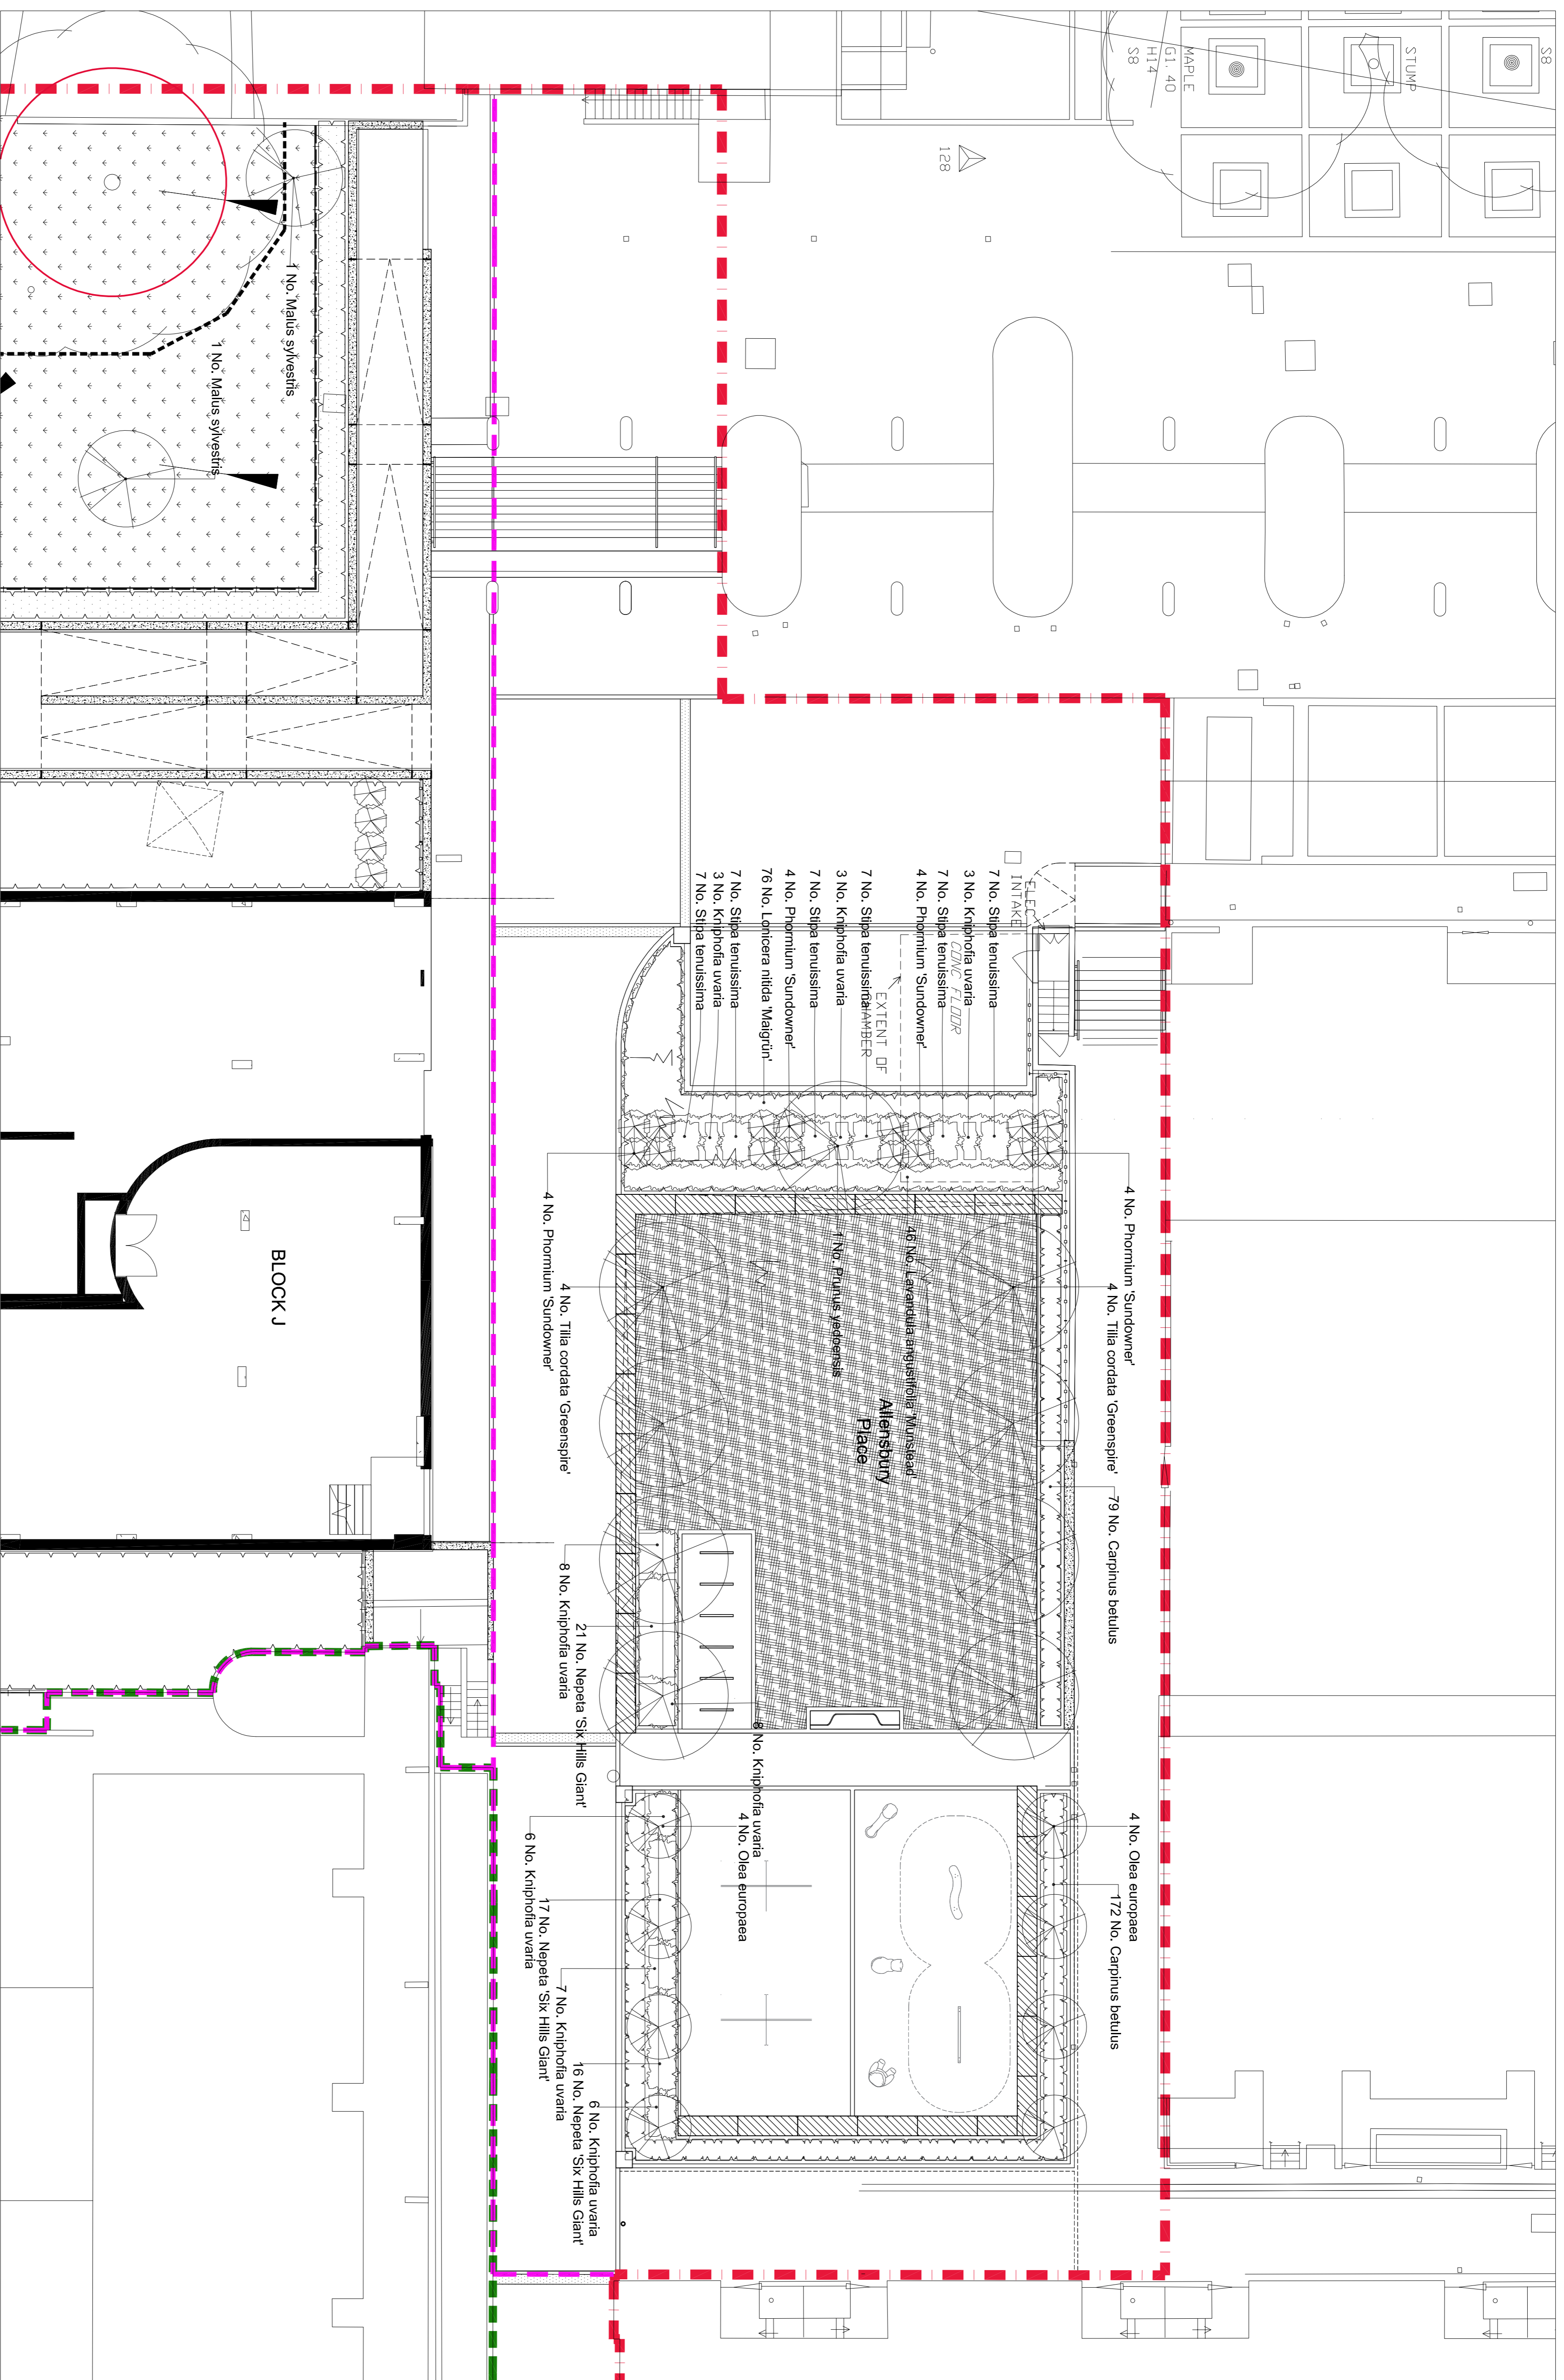 S8
STUMP
MAPLE
G1. 40
H14
S8
128
1 No. Malus sylvestris
1 No. Malus sylvestris
ELEC
INTAKE
7 No. Stipa tenuissima
3 No. Kniphofia uvaria
CONC FLOOR
7 No. Stipa tenuissima
4 No. Phormium 'Sundowner'
EXTENT OF
CHAMBER
7 No. Stipa tenuissima
3 No. Kniphofia uvaria
7 No. Stipa tenuissima
4 No. Phormium 'Sundowner'
76 No. Lonicera nitida 'Maigrün'
7 No. Stipa tenuissima
3 No. Kniphofia uvaria
7 No. Stipa tenuissima
4 No. Phormium 'Sundowner'
4 No. Tilia cordata 'Greenspire'
79 No. Carpinus betulus
46 No. Lavandula angustifolia 'Munstead'
1 No. Prunus yedoensis
Allensbury
Place
4 No. Tilia cordata 'Greenspire'
4 No. Phormium 'Sundowner'
BLOCK J
8 No. Kniphofia uvaria
21 No. Nepeta 'Six Hills Giant'
8 No. Kniphofia uvaria
4 No. Olea europaea
4 No. Olea europaea
172 No. Carpinus betulus
6 No. Kniphofia uvaria
17 No. Nepeta 'Six Hills Giant'
7 No. Kniphofia uvaria
16 No. Nepeta 'Six Hills Giant'
6 No. Kniphofia uvaria